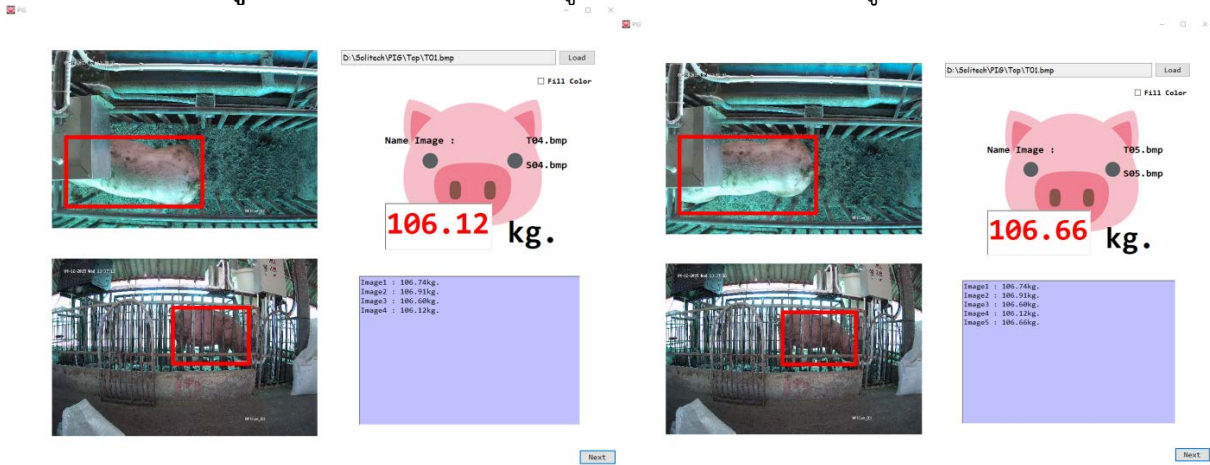 PG
D:\Solitech\PIG\Top\T01.bmp
Load
Fill Color
Name Image : T04.bmp
S04.bmp
106.12 kg.
Image1 : 106.74kg.
Image2 : 106.91kg.
Image3 : 106.60kg.
Image4 : 106.12kg.
Next
PG
D:\Solitech\PIG\Top\T01.bmp
Load
Fill Color
Name Image : T05.bmp
S05.bmp
106.66 kg.
Image1 : 106.74kg.
Image2 : 106.91kg.
Image3 : 106.60kg.
Image4 : 106.12kg.
Image5 : 106.66kg.
Next